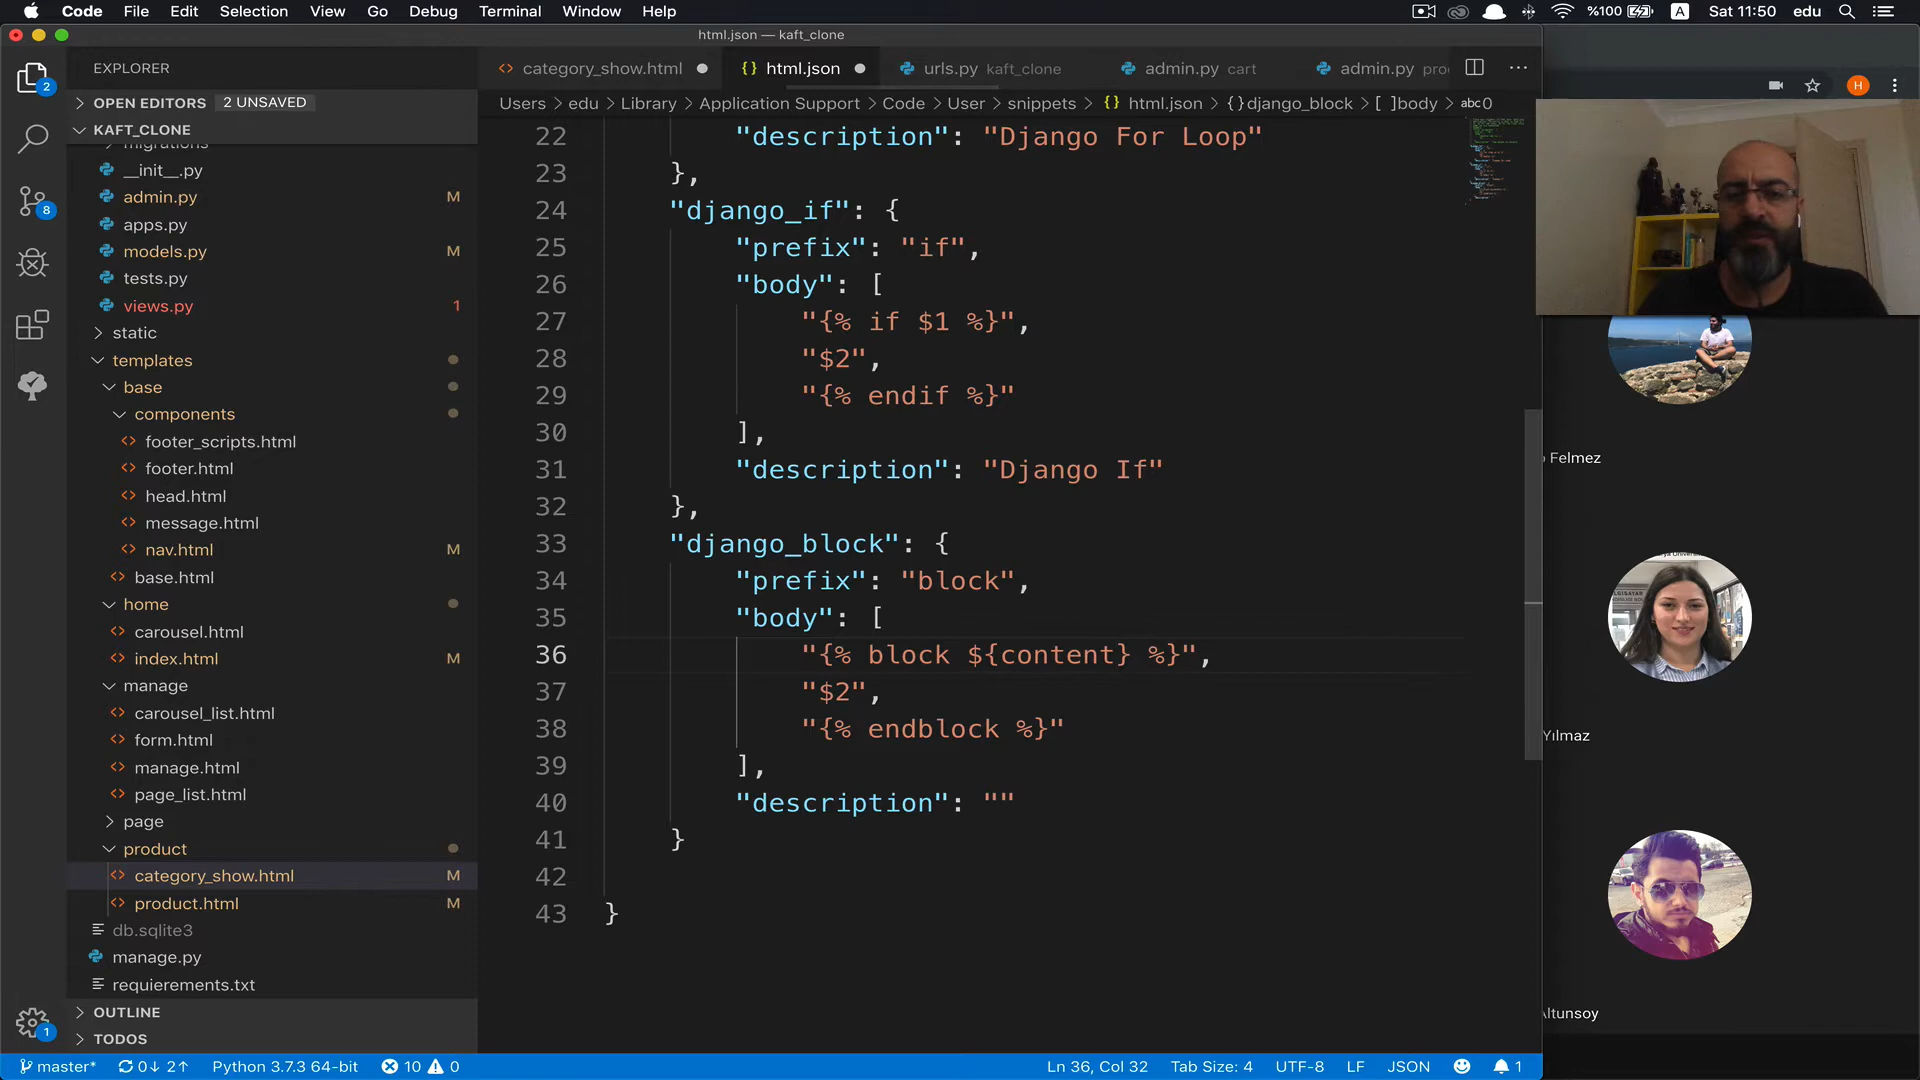 Code File Edit Selection View Go Debug Terminal Window Help
%100 A Sat 11:50 edu
html.json — kaft_clone
EXPLORER
2
OPEN EDITORS 2 UNSAVED
KAFT_CLONE
migrations
__init__.py
admin.py M
apps.py
models.py M
tests.py
views.py 1
static
templates
base
components
footer_scripts.html
footer.html
head.html
message.html
nav.html M
base.html
home
carousel.html
index.html M
manage
carousel_list.html
form.html
manage.html
page_list.html
page
product
category_show.html M
product.html M
db.sqlite3
manage.py
requierements.txt
OUTLINE
TODOS
8
1
category_show.html
{} html.json
urls.py kaft_clone
admin.py cart
admin.py pro
Users > edu > Library > Application Support > Code > User > snippets > {} html.json > {}django_block > [ ]body > abc0
22 "description": "Django For Loop"
23 },
24 "django_if": {
25 "prefix": "if",
26 "body": [
27 "{% if $1 %}",
28 "$2",
29 "{% endif %}"
30 ],
31 "description": "Django If"
32 },
33 "django_block": {
34 "prefix": "block",
35 "body": [
36 "{% block ${content} %}",
37 "$2",
38 "{% endblock %}"
39 ],
40 "description": ""
41 }
42
43 }
H
Felmez
Yılmaz
Altunsoy
master* 0↓ 2↑ Python 3.7.3 64-bit 10 0 Ln 36, Col 32 Tab Size: 4 UTF-8 LF JSON 1